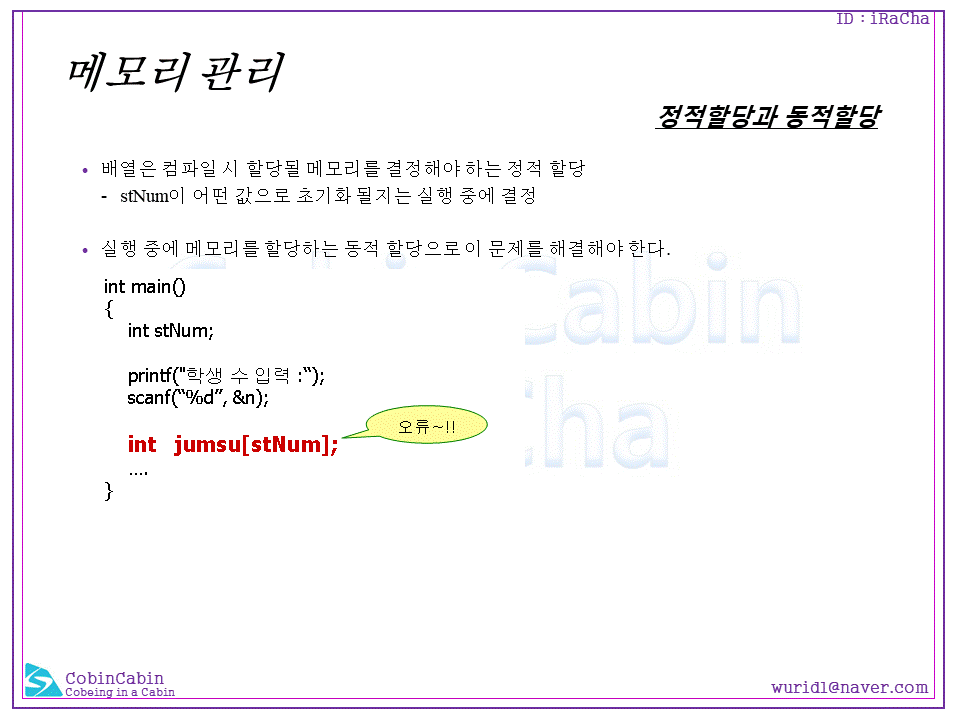 ID : iRaCha
메모리 관리
정적할당과 동적할당
• 배열은 컴파일 시 할당될 메모리를 결정해야 하는 정적 할당
- stNum이 어떤 값으로 초기화 될지는 실행 중에 결정
• 실행 중에 메모리를 할당하는 동적 할당으로 이 문제를 해결해야 한다.
int main()
{
int stNum;
printf("학생 수 입력 :“);
scanf(“%d”, &n);
int jumsu[stNum];
오류~!!
....
}
CobinCabin
Cobeing in a Cabin
wurid1@naver.com